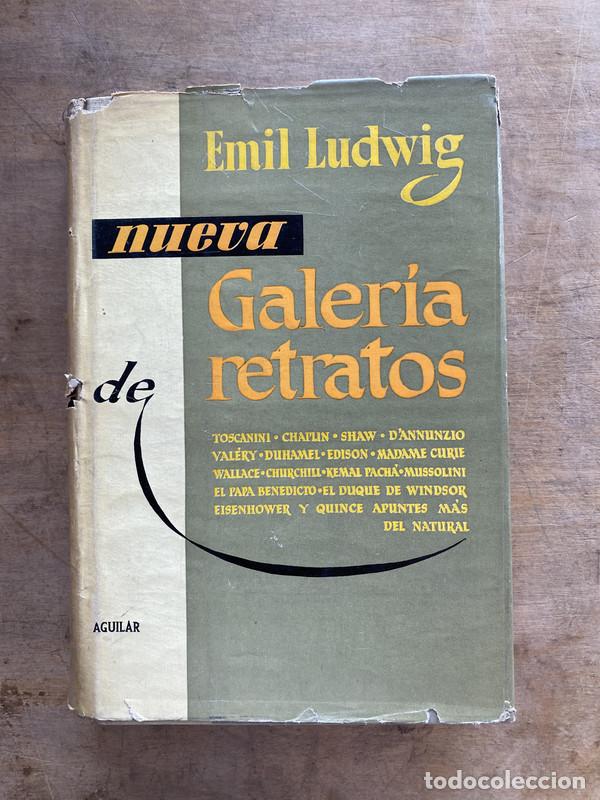 Emil Ludwig
nueva
Galería
de retratos
TOSCANINI • CHAPLIN • SHAW • D'ANNUNZIO
VALÉRY • DUHAMEL • EDISON • MADAME CURIE
WALLACE • CHURCHILL • KEMAL PACHÁ • MUSSOLINI
EL PAPA BENEDICTO • EL DUQUE DE WINDSOR
EISENHOWER Y QUINCE APUNTES MÁS
DEL NATURAL
AGUILAR
todocoleccion